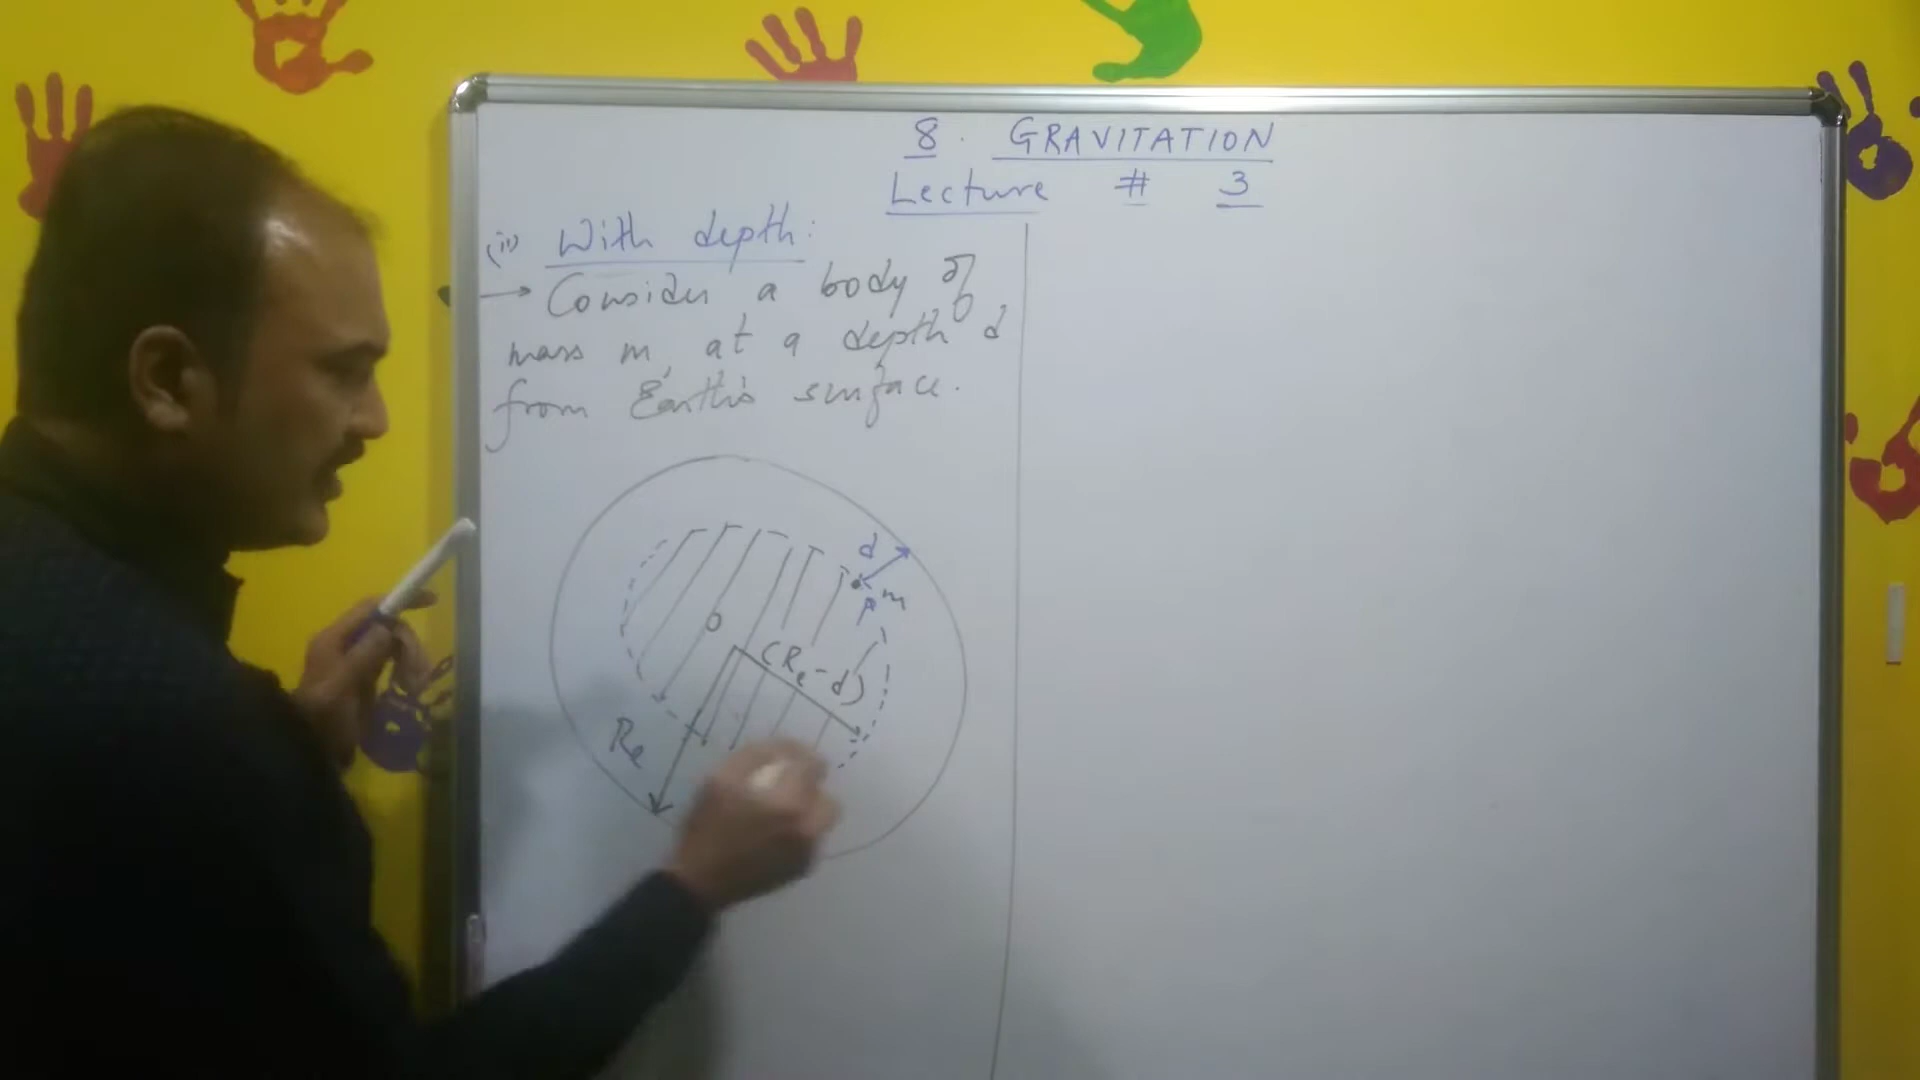 8. GRAVITATION
Lecture # 3
(ii) With depth:
→ Consider a body of
mass m, at a depth d
from Earth's surface.
d
m
P
O
(Re-d)
Re